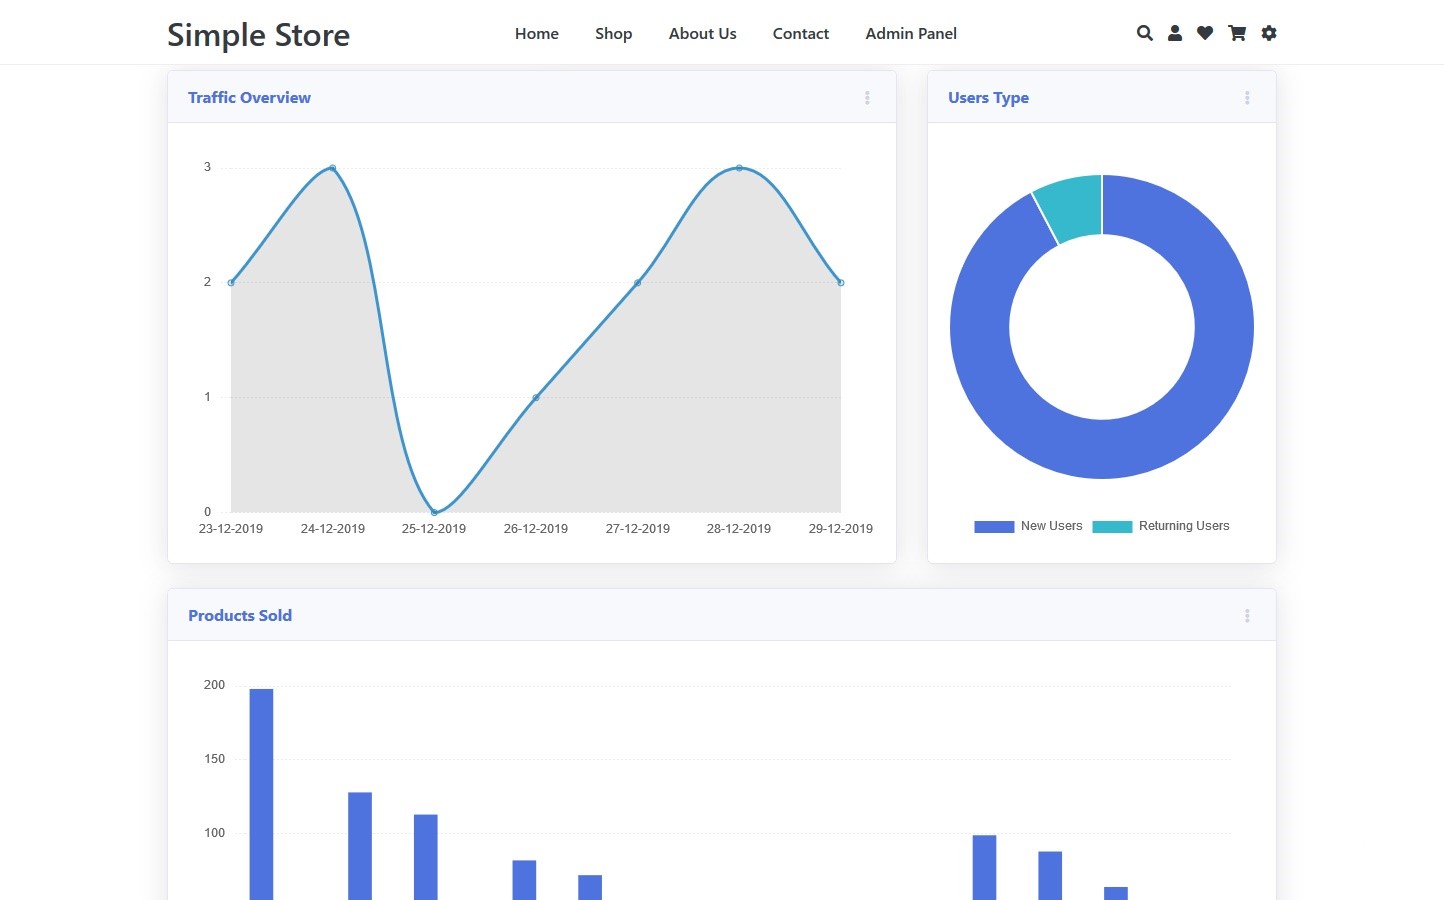 Simple Store
Home Shop About Us Contact Admin Panel
Traffic Overview
3
2
1
0
23-12-2019 24-12-2019 25-12-2019 26-12-2019 27-12-2019 28-12-2019 29-12-2019
Users Type
New Users Returning Users
Products Sold
200
150
100